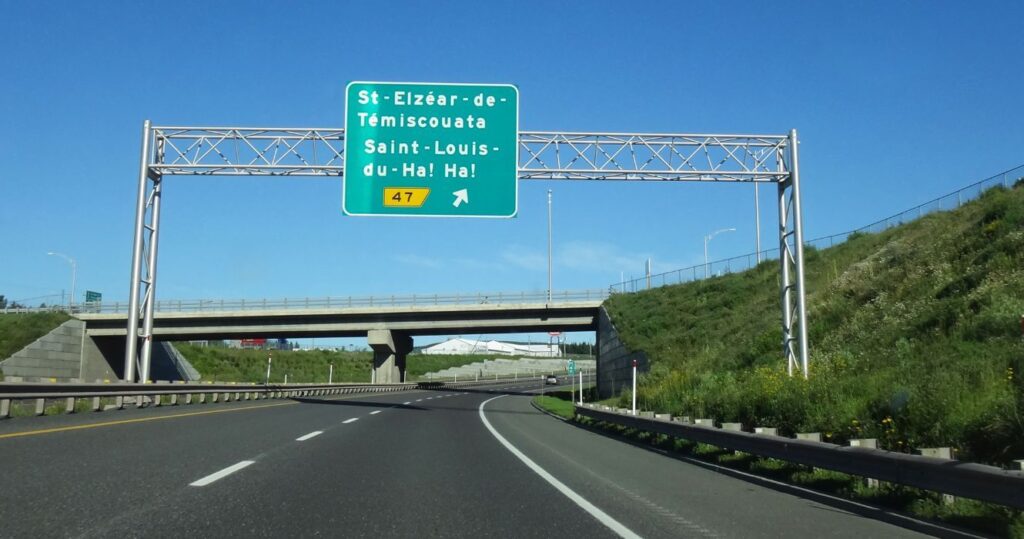 St-Elzéar-de-
Témiscouata
Saint-Louis-
du-Ha! Ha!
47